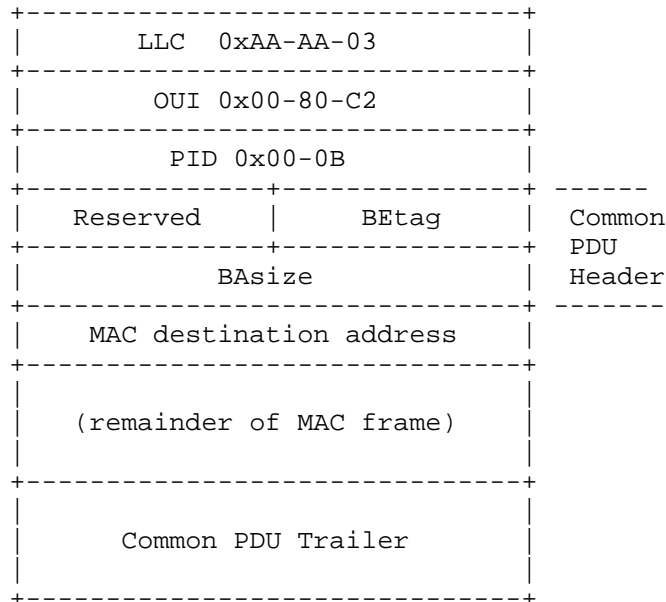 LLC 0xAA-AA-03
OUI 0x00-80-C2
PID 0x00-0B
Reserved BEtag Common
PDU
BAsize Header
MAC destination address
(remainder of MAC frame)
Common PDU Trailer